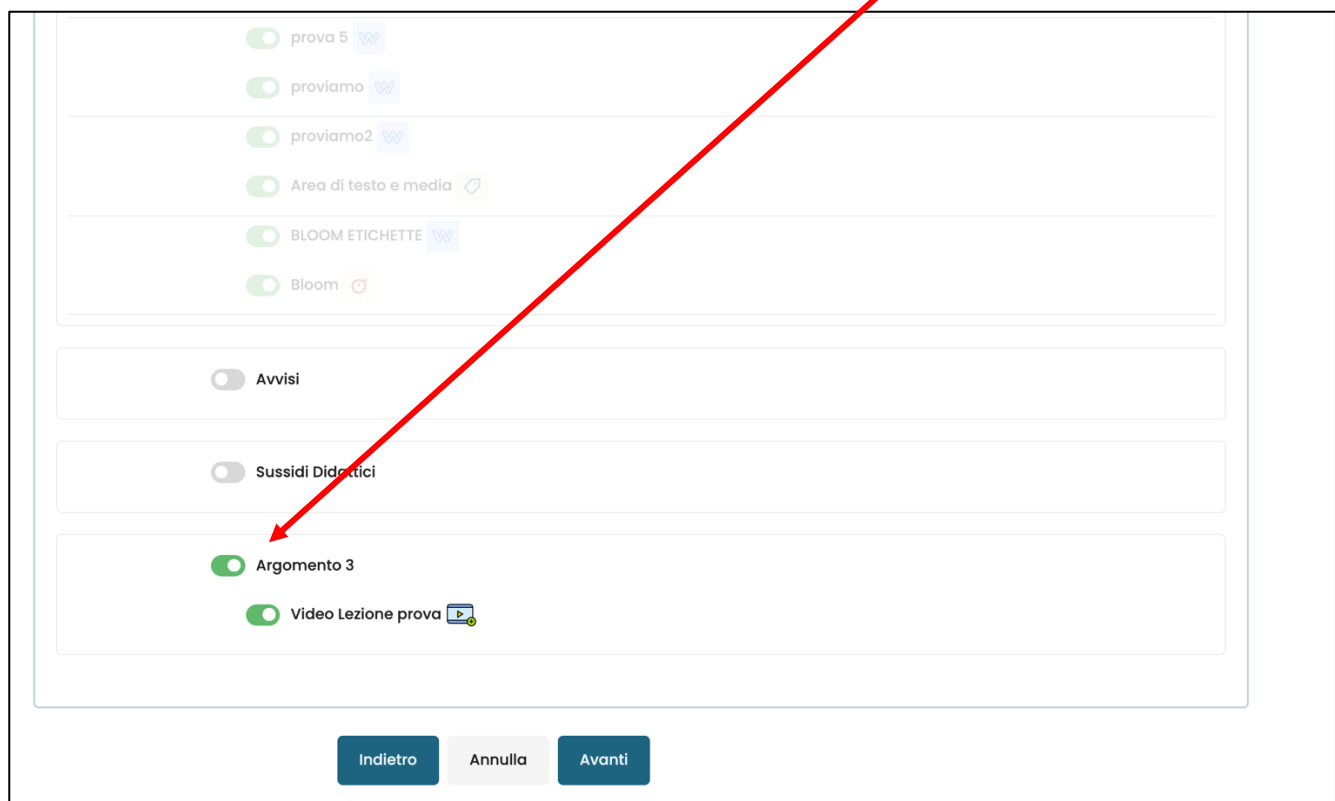 prova 5
proviamo
proviamo2
Area di testo e media
BLOOM ETICHETTE
Bloom
Avvisi
Sussidi Didattici
Argomento 3
Video Lezione prova
Indietro Annulla Avanti